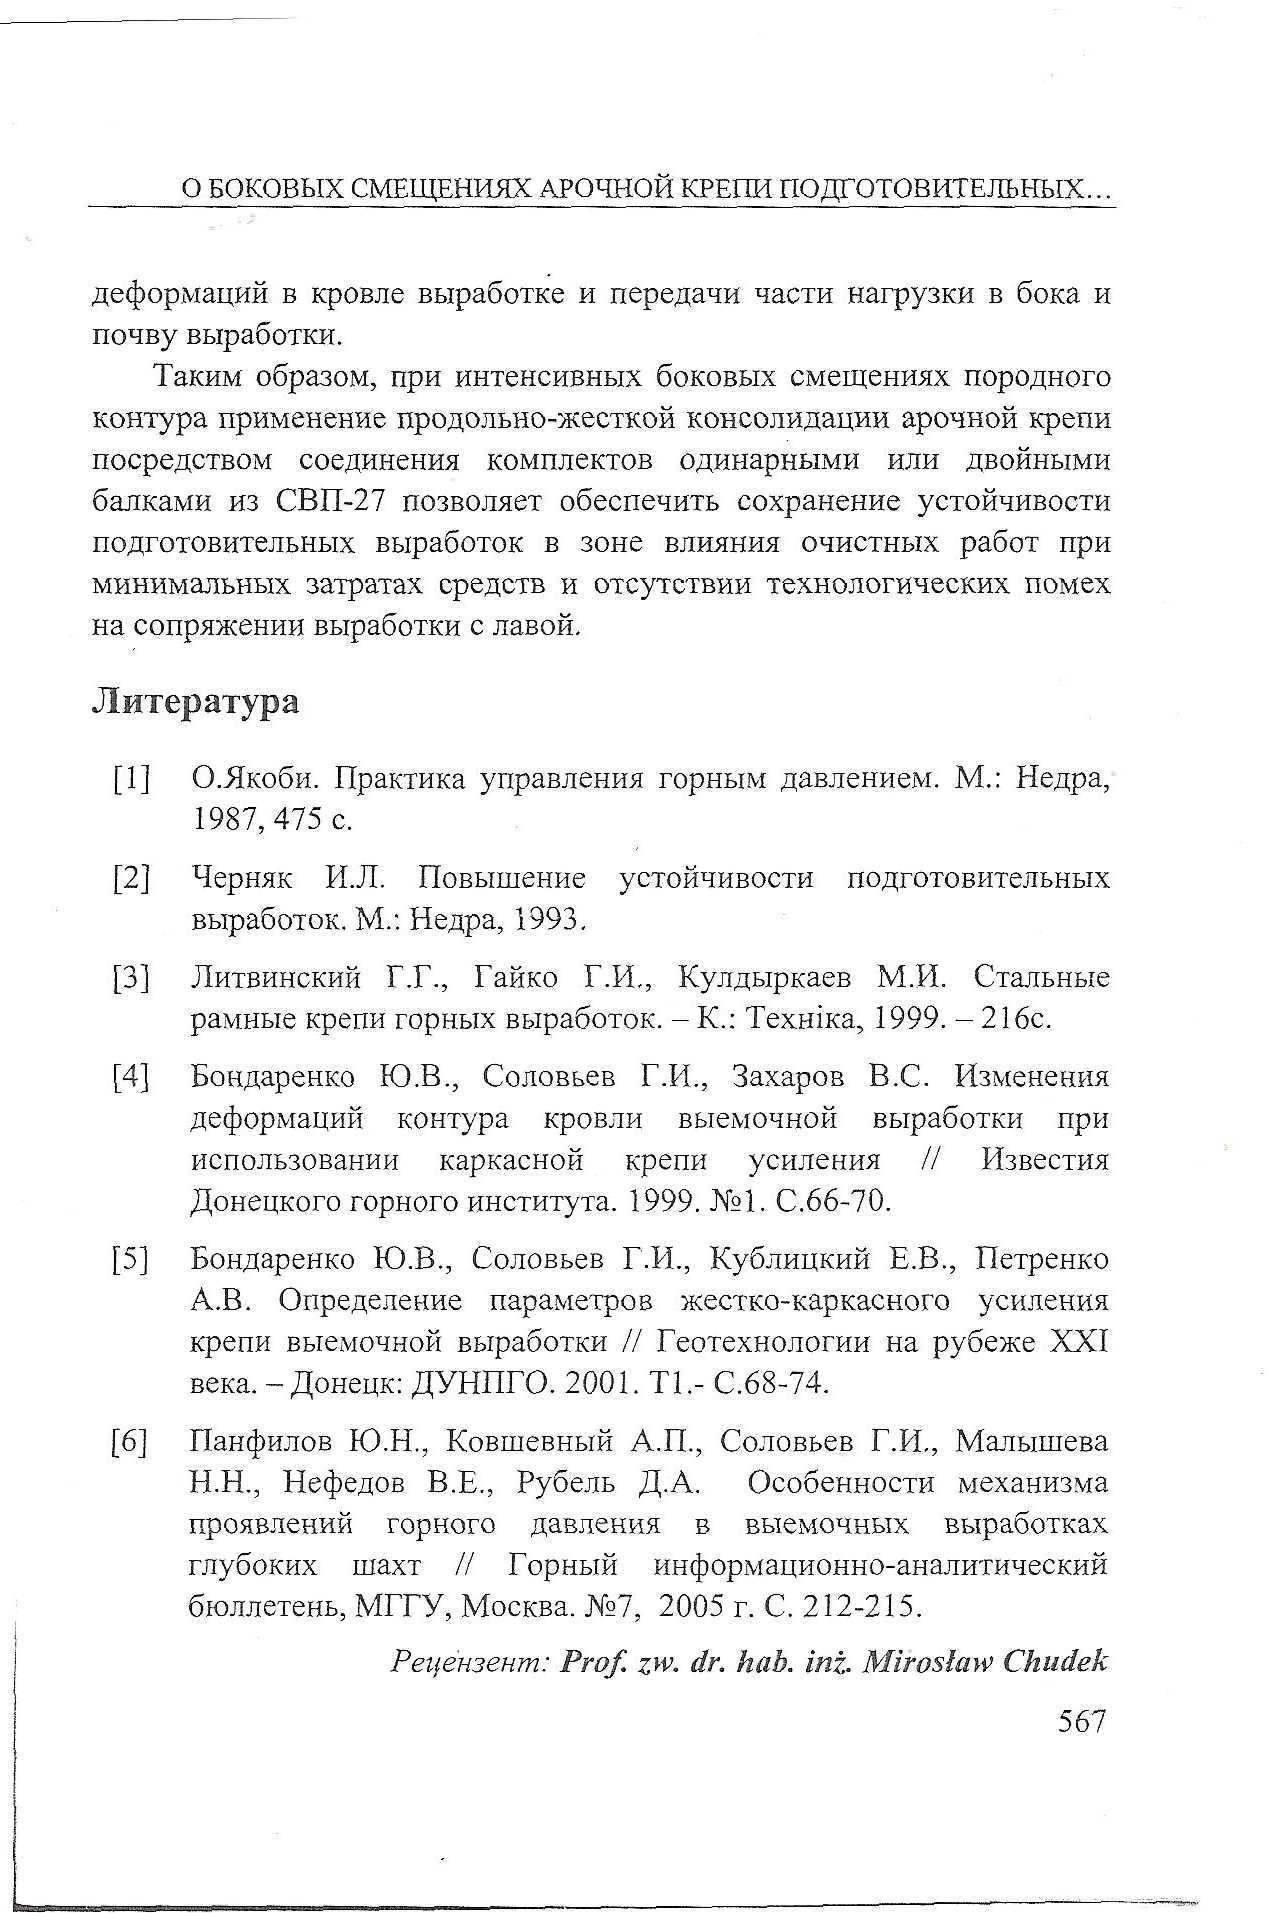 О БОКОВЫХ СМЕЩЕНИЯХ АРОЧНОЙ КРЕПИ ПОДГОТОВИТЕЛЬНЫХ...
деформаций в кровле выработке и передачи части нагрузки в бока и
почву выработки.
Таким образом, при интенсивных боковых смещениях породного
контура применение продольно-жесткой консолидации арочной крепи
посредством соединения комплектов одинарными или двойными
балками из СВП-27 позволяет обеспечить сохранение устойчивости
подготовительных выработок в зоне влияния очистных работ при
минимальных затратах средств и отсутствии технологических помех
на сопряжении выработки с лавой.
Литература
[1] О.Якоби. Практика управления горным давлением. М.: Недра,
1987, 475 с.
[2] Черняк И.Л. Повышение устойчивости подготовительных
выработок. М.: Недра, 1993.
[3] Литвинский Г.Г., Гайко Г.И., Кулдыркаев М.И. Стальные
рамные крепи горных выработок. – К.: Техніка, 1999. – 216с.
[4] Бондаренко Ю.В., Соловьев Г.И., Захаров В.С. Изменения
деформаций контура кровли выемочной выработки при
использовании каркасной крепи усиления // Известия
Донецкого горного института. 1999. №1. С.66-70.
[5] Бондаренко Ю.В., Соловьев Г.И., Кублицкий Е.В., Петренко
А.В. Определение параметров жестко-каркасного усиления
крепи выемочной выработки // Геотехнологии на рубеже XXI
века. – Донецк: ДУНПГО. 2001. Т1.- С.68-74.
[6] Панфилов Ю.Н., Ковшевный А.П., Соловьев Г.И., Малышева
Н.Н., Нефедов В.Е., Рубель Д.А. Особенности механизма
проявлений горного давления в выемочных выработках
глубоких шахт // Горный информационно-аналитический
бюллетень, МГГУ, Москва. №7, 2005 г. С. 212-215.
Рецензент: Prof. zw. dr. hab. inż. Mirosław Chudek
567